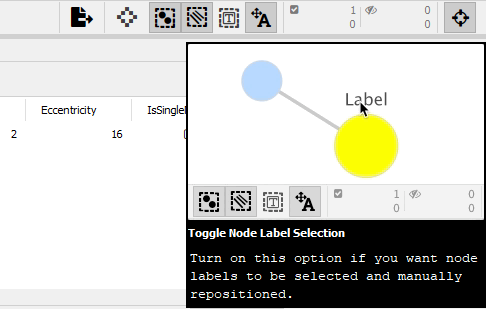 1 0
0 0
Eccentricity IsSingle
2 16
Label
T A 1 0
0 0
Toggle Node Label Selection
Turn on this option if you want node
labels to be selected and manually
repositioned.